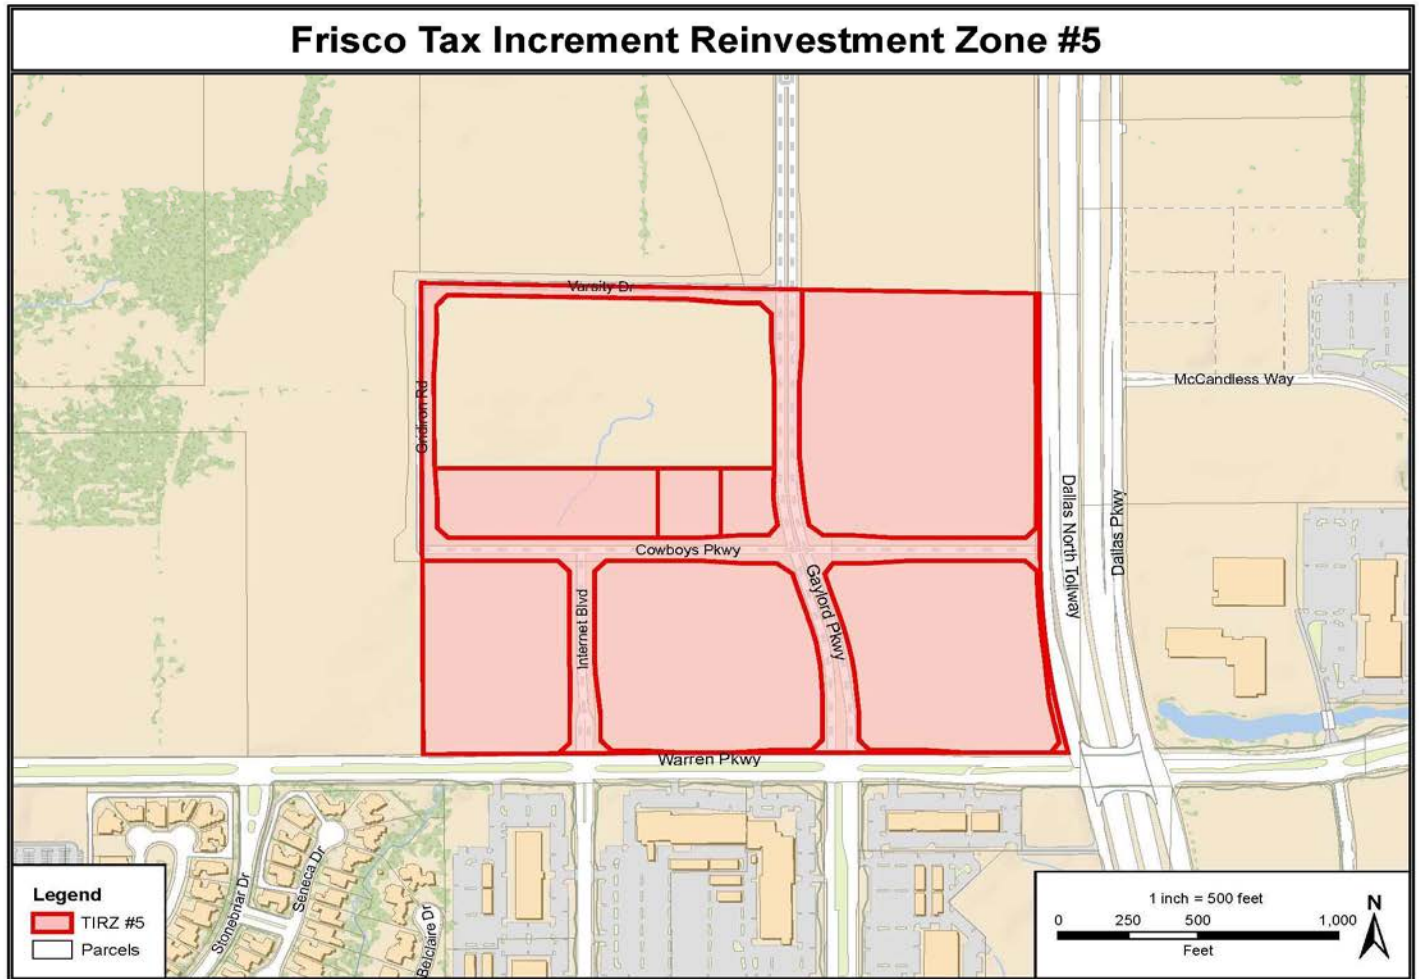 Frisco Tax Increment Reinvestment Zone #5
Varsity Dr
Gridiron Rd
McCandless Way
Dallas North Tollway
Dallas Pkwy
Cowboys Pkwy
Internet Blvd
Gaylord Pkwy
Warren Pkwy
Stonebriar Dr
Seneca Dr
Belclaire Dr
Legend
TIRZ #5
Parcels
1 inch = 500 feet
N
0 250 500 1,000
Feet